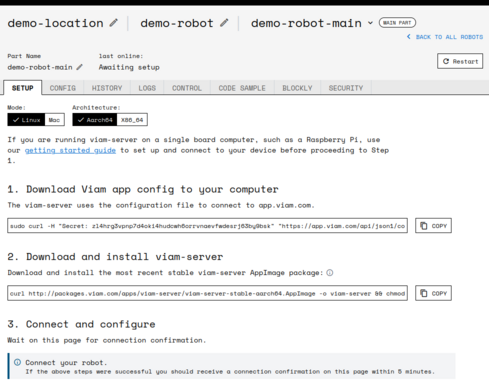 demo-location | demo-robot | demo-robot-main MAIN PART
< BACK TO ALL ROBOTS
Part Name last online:
demo-robot-main Awaiting setup
Restart
SETUP CONFIG HISTORY LOGS CONTROL CODE SAMPLE BLOCKLY SECURITY
Mode: Architecture:
Linux Mac Aarch64 X86_64
If you are running viam-server on a single board computer, such as a Raspberry Pi, use
our getting started guide to set up and connect to your device before proceeding to Step
1.
1. Download Viam app config to your computer
The viam-server uses the configuration file to connect to app.viam.com.
sudo curl -H "Secret: "https://app.viam.com/api/json1/co COPY
2. Download and install viam-server
Download and install the most recent stable viam-server AppImage package:
curl http://packages.viam.com/apps/viam-server/viam-server-stable-aarch64.AppImage -o viam-server && chmod COPY
3. Connect and configure
Wait on this page for connection confirmation.
Connect your robot.
If the above steps were successful you should receive a connection confirmation on this page within 5 minutes.